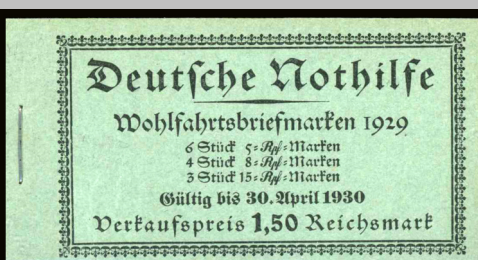 Deutsche Nothilfe
Wohlfahrtsbriefmarken 1929
6 Stück 5=Rpf=Marken
4 Stück 8=Rpf=Marken
3 Stück 15=Rpf=Marken
Gültig bis 30. April 1930
Verkaufspreis 1,50 Reichsmark